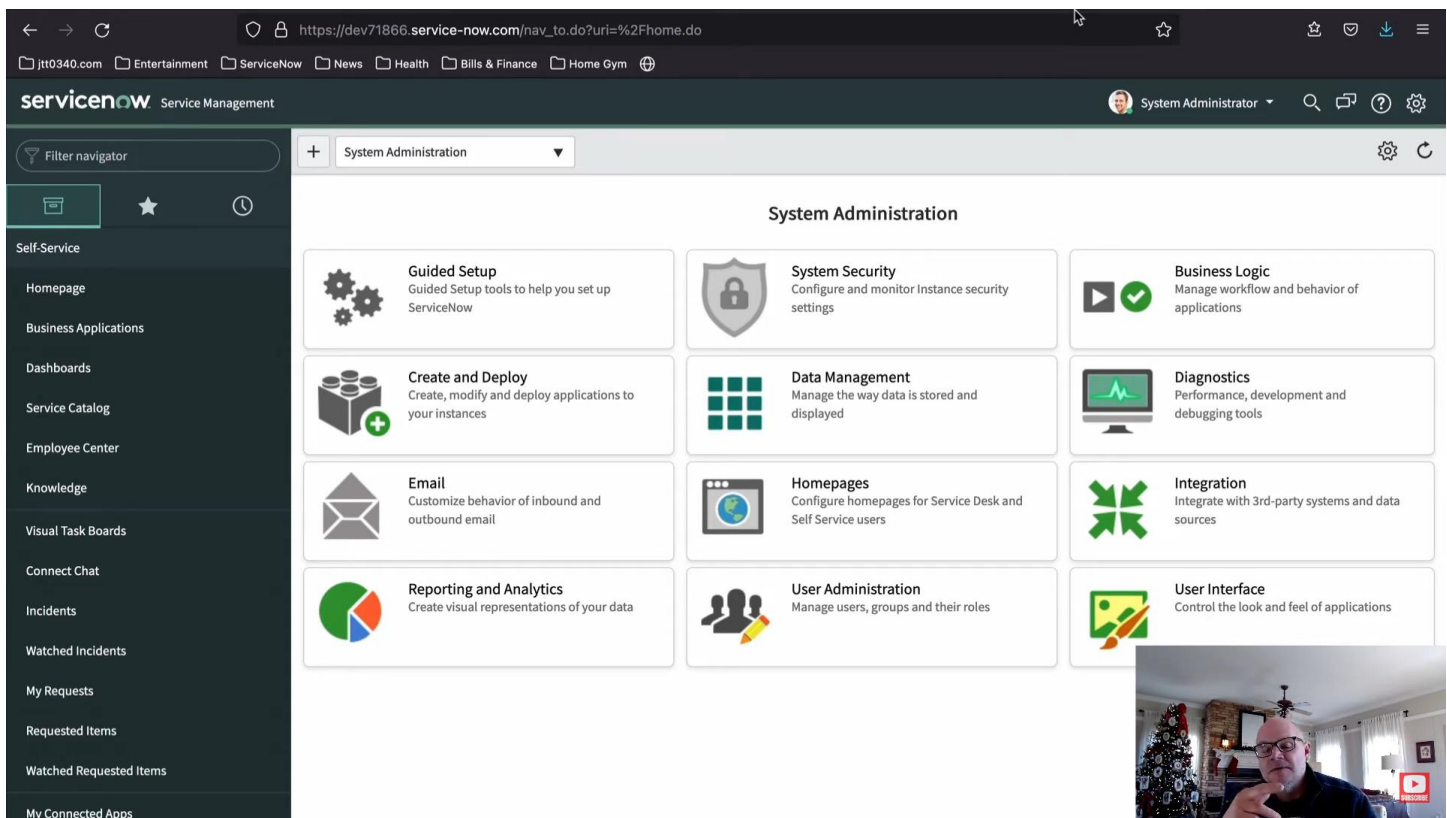 https://dev71866.service-now.com/nav_to.do?uri=%2Fhome.do
jtt0340.com Entertainment ServiceNow News Health Bills & Finance Home Gym
servicenow Service Management
System Administrator
Filter navigator
System Administration
Self-Service
Homepage
Business Applications
Dashboards
Service Catalog
Employee Center
Knowledge
Visual Task Boards
Connect Chat
Incidents
Watched Incidents
My Requests
Requested Items
Watched Requested Items
My Connected Apps
System Administration
Guided Setup
Guided Setup tools to help you set up
ServiceNow
System Security
Configure and monitor Instance security
settings
Business Logic
Manage workflow and behavior of
applications
Create and Deploy
Create, modify and deploy applications to
your instances
Data Management
Manage the way data is stored and
displayed
Diagnostics
Performance, development and
debugging tools
Email
Customize behavior of inbound and
outbound email
Homepages
Configure homepages for Service Desk and
Self Service users
Integration
Integrate with 3rd-party systems and data
sources
Reporting and Analytics
Create visual representations of your data
User Administration
Manage users, groups and their roles
User Interface
Control the look and feel of applications
SUBSCRIBE